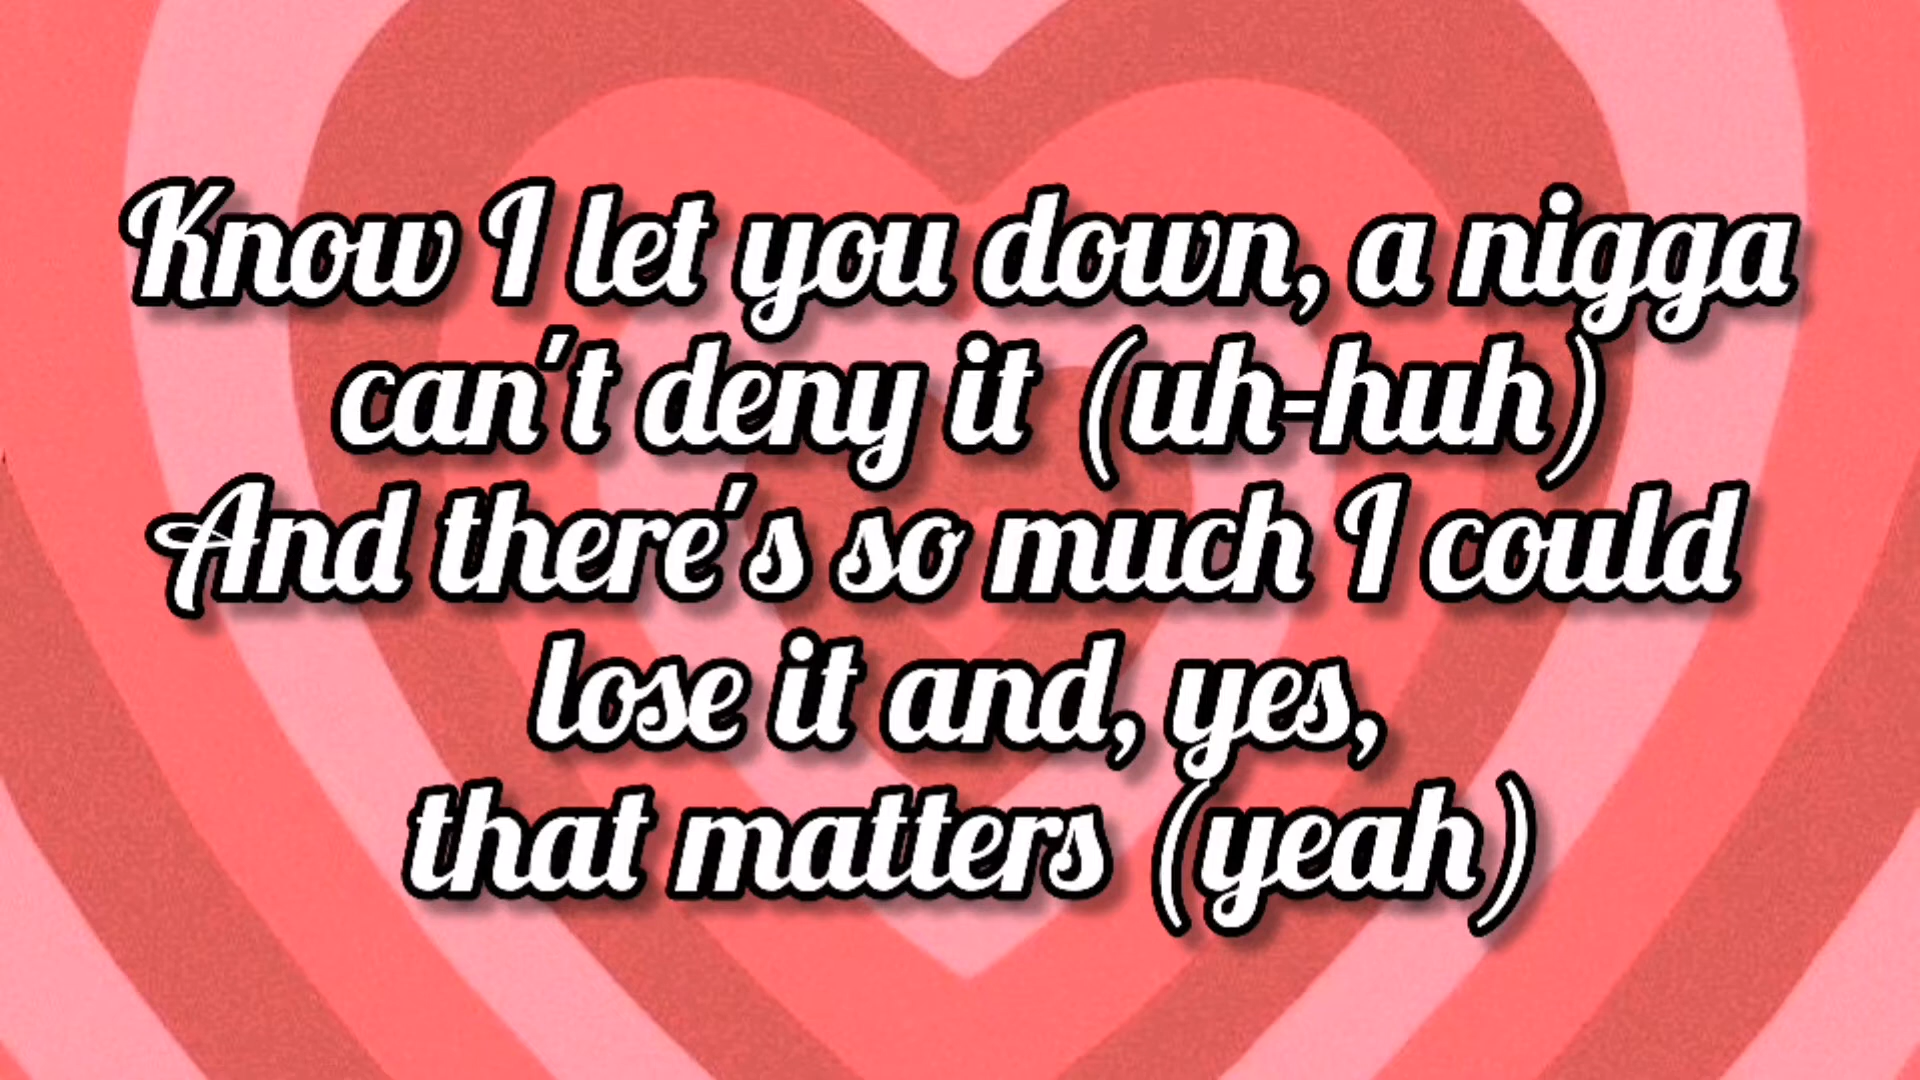 Know I let you down, a nigga
can't deny it (uh-huh)
And there's so much I could
lose it and, yes,
that matters (yeah)